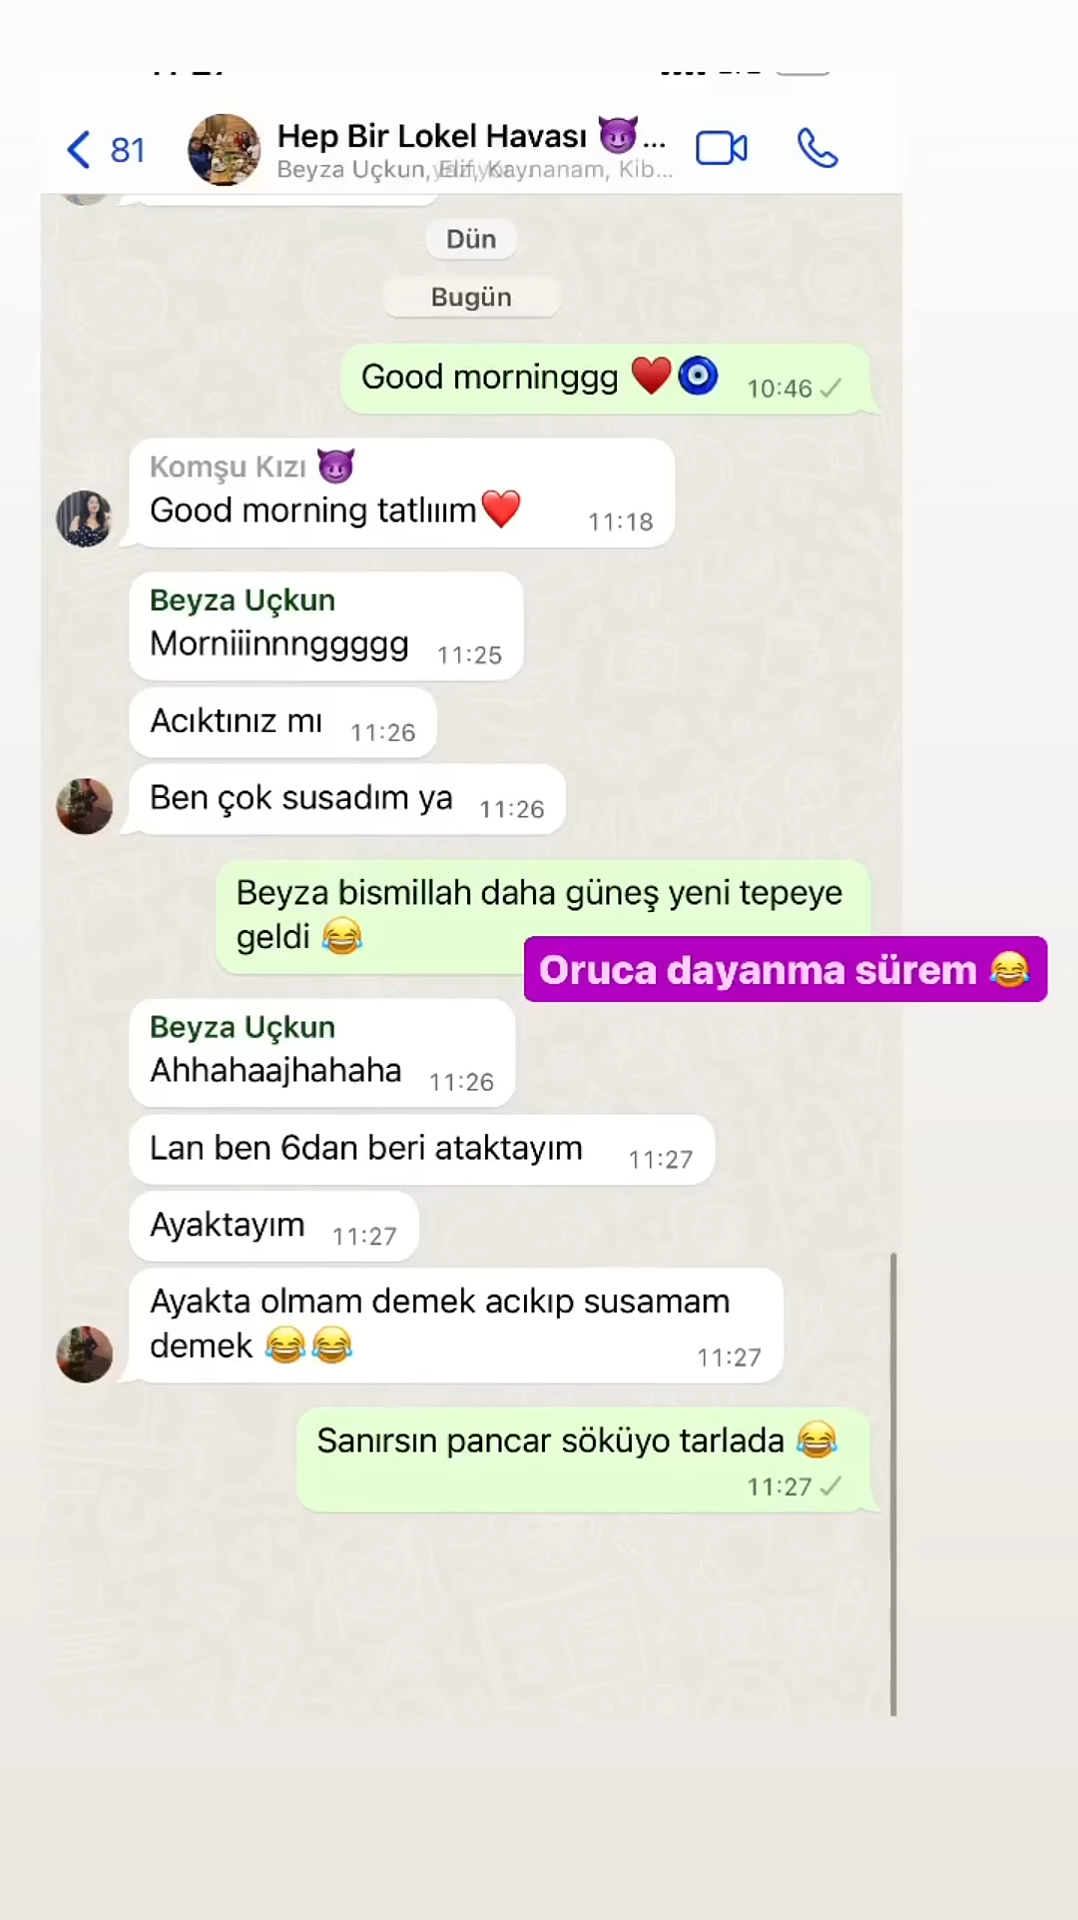 81
Hep Bir Lokel Havası 😈...
Beyza Uçkun, Elif, Kaynanam, Kib...
Dün
Bugün
Good morninggg ❤️🧿 10:46
Komşu Kızı 😈
Good morning tatlıııım❤️ 11:18
Beyza Uçkun
Morniiinnnggggg 11:25
Acıktınız mı 11:26
Ben çok susadım ya 11:26
Beyza bismillah daha güneş yeni tepeye
geldi 😂
Oruca dayanma sürem 😂
Beyza Uçkun
Ahhahaajhahaha 11:26
Lan ben 6dan beri ataktayım 11:27
Ayaktayım 11:27
Ayakta olmam demek acıkıp susamam
demek 😂😂 11:27
Sanırsın pancar söküyo tarlada 😂
11:27